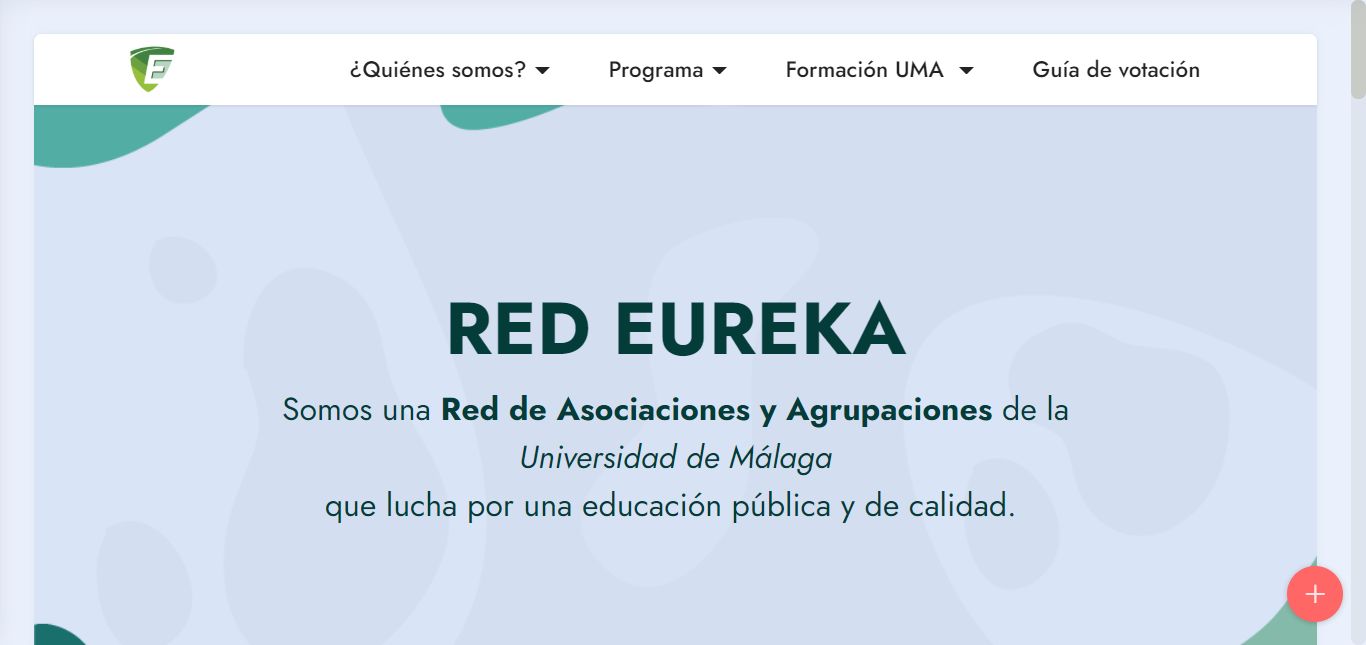 E
¿Quiénes somos? Programa Formación UMA Guía de votación
RED EUREKA
Somos una Red de Asociaciones y Agrupaciones de la
Universidad de Málaga
que lucha por una educación pública y de calidad.
+